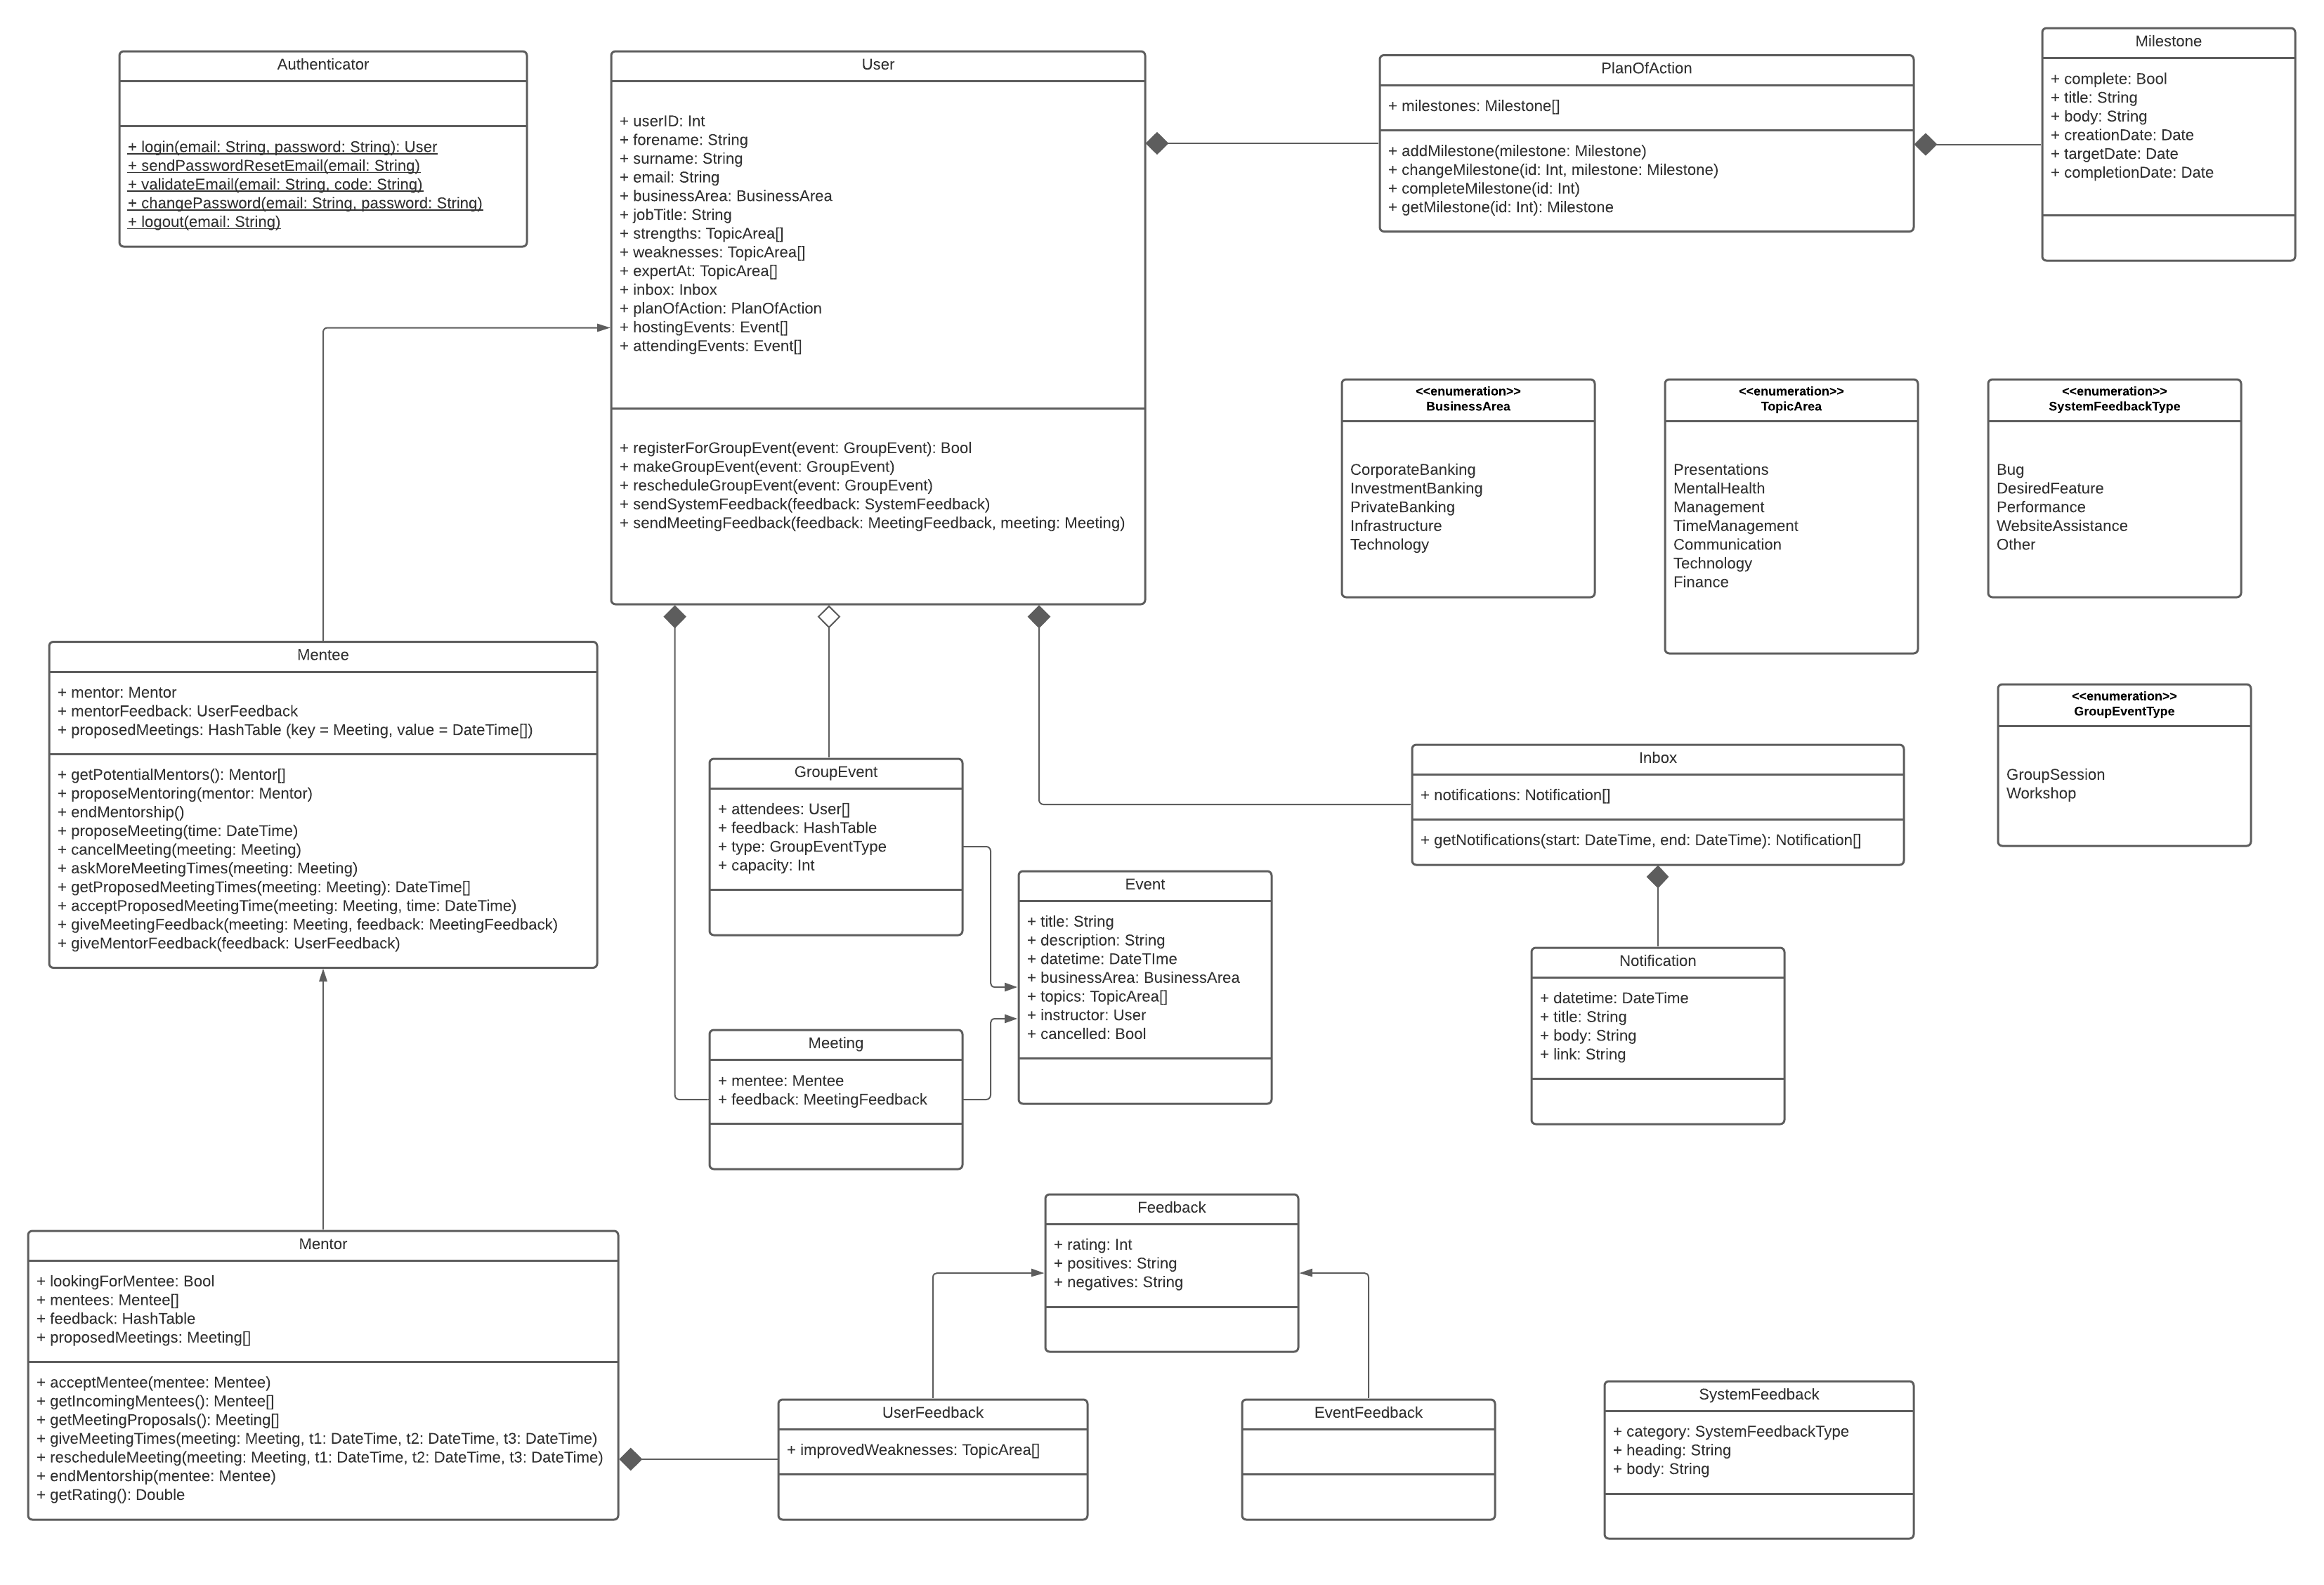 Authenticator
+ login(email: String, password: String): User
+ sendPasswordResetEmail(email: String)
+ validateEmail(email: String, code: String)
+ changePassword(email: String, password: String)
+ logout(email: String)
User
+ userID: Int
+ forename: String
+ surname: String
+ email: String
+ businessArea: BusinessArea
+ jobTitle: String
+ strengths: TopicArea[]
+ weaknesses: TopicArea[]
+ expertAt: TopicArea[]
+ inbox: Inbox
+ planOfAction: PlanOfAction
+ hostingEvents: Event[]
+ attendingEvents: Event[]
+ registerForGroupEvent(event: GroupEvent): Bool
+ makeGroupEvent(event: GroupEvent)
+ rescheduleGroupEvent(event: GroupEvent)
+ sendSystemFeedback(feedback: SystemFeedback)
+ sendMeetingFeedback(feedback: MeetingFeedback, meeting: Meeting)
PlanOfAction
+ milestones: Milestone[]
+ addMilestone(milestone: Milestone)
+ changeMilestone(id: Int, milestone: Milestone)
+ completeMilestone(id: Int)
+ getMilestone(id: Int): Milestone
Milestone
+ complete: Bool
+ title: String
+ body: String
+ creationDate: Date
+ targetDate: Date
+ completionDate: Date
<<enumeration>>
BusinessArea
CorporateBanking
InvestmentBanking
PrivateBanking
Infrastructure
Technology
<<enumeration>>
TopicArea
Presentations
MentalHealth
Management
TimeManagement
Communication
Technology
Finance
<<enumeration>>
SystemFeedbackType
Bug
DesiredFeature
Performance
WebsiteAssistance
Other
<<enumeration>>
GroupEventType
GroupSession
Workshop
Mentee
+ mentor: Mentor
+ mentorFeedback: UserFeedback
+ proposedMeetings: HashTable (key = Meeting, value = DateTime[])
+ getPotentialMentors(): Mentor[]
+ proposeMentoring(mentor: Mentor)
+ endMentorship()
+ proposeMeeting(time: DateTime)
+ cancelMeeting(meeting: Meeting)
+ askMoreMeetingTimes(meeting: Meeting)
+ getProposedMeetingTimes(meeting: Meeting): DateTime[]
+ acceptProposedMeetingTime(meeting: Meeting, time: DateTime)
+ giveMeetingFeedback(meeting: Meeting, feedback: MeetingFeedback)
+ giveMentorFeedback(feedback: UserFeedback)
GroupEvent
+ attendees: User[]
+ feedback: HashTable
+ type: GroupEventType
+ capacity: Int
Event
+ title: String
+ description: String
+ datetime: DateTIme
+ businessArea: BusinessArea
+ topics: TopicArea[]
+ instructor: User
+ cancelled: Bool
Meeting
+ mentee: Mentee
+ feedback: MeetingFeedback
Inbox
+ notifications: Notification[]
+ getNotifications(start: DateTime, end: DateTime): Notification[]
Notification
+ datetime: DateTime
+ title: String
+ body: String
+ link: String
Mentor
+ lookingForMentee: Bool
+ mentees: Mentee[]
+ feedback: HashTable
+ proposedMeetings: Meeting[]
+ acceptMentee(mentee: Mentee)
+ getIncomingMentees(): Mentee[]
+ getMeetingProposals(): Meeting[]
+ giveMeetingTimes(meeting: Meeting, t1: DateTime, t2: DateTime, t3: DateTime)
+ rescheduleMeeting(meeting: Meeting, t1: DateTime, t2: DateTime, t3: DateTime)
+ endMentorship(mentee: Mentee)
+ getRating(): Double
Feedback
+ rating: Int
+ positives: String
+ negatives: String
UserFeedback
+ improvedWeaknesses: TopicArea[]
EventFeedback
SystemFeedback
+ category: SystemFeedbackType
+ heading: String
+ body: String